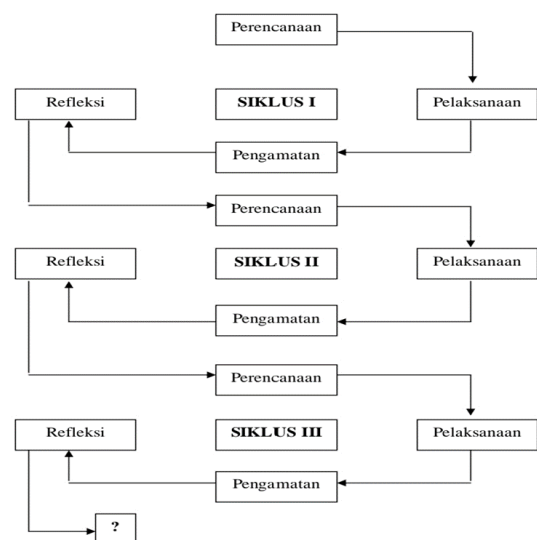 Perencanaan
Refleksi
SIKLUS I
Pelaksanaan
Pengamatan
Perencanaan
Refleksi
SIKLUS II
Pelaksanaan
Pengamatan
Perencanaan
Refleksi
SIKLUS III
Pelaksanaan
Pengamatan
?